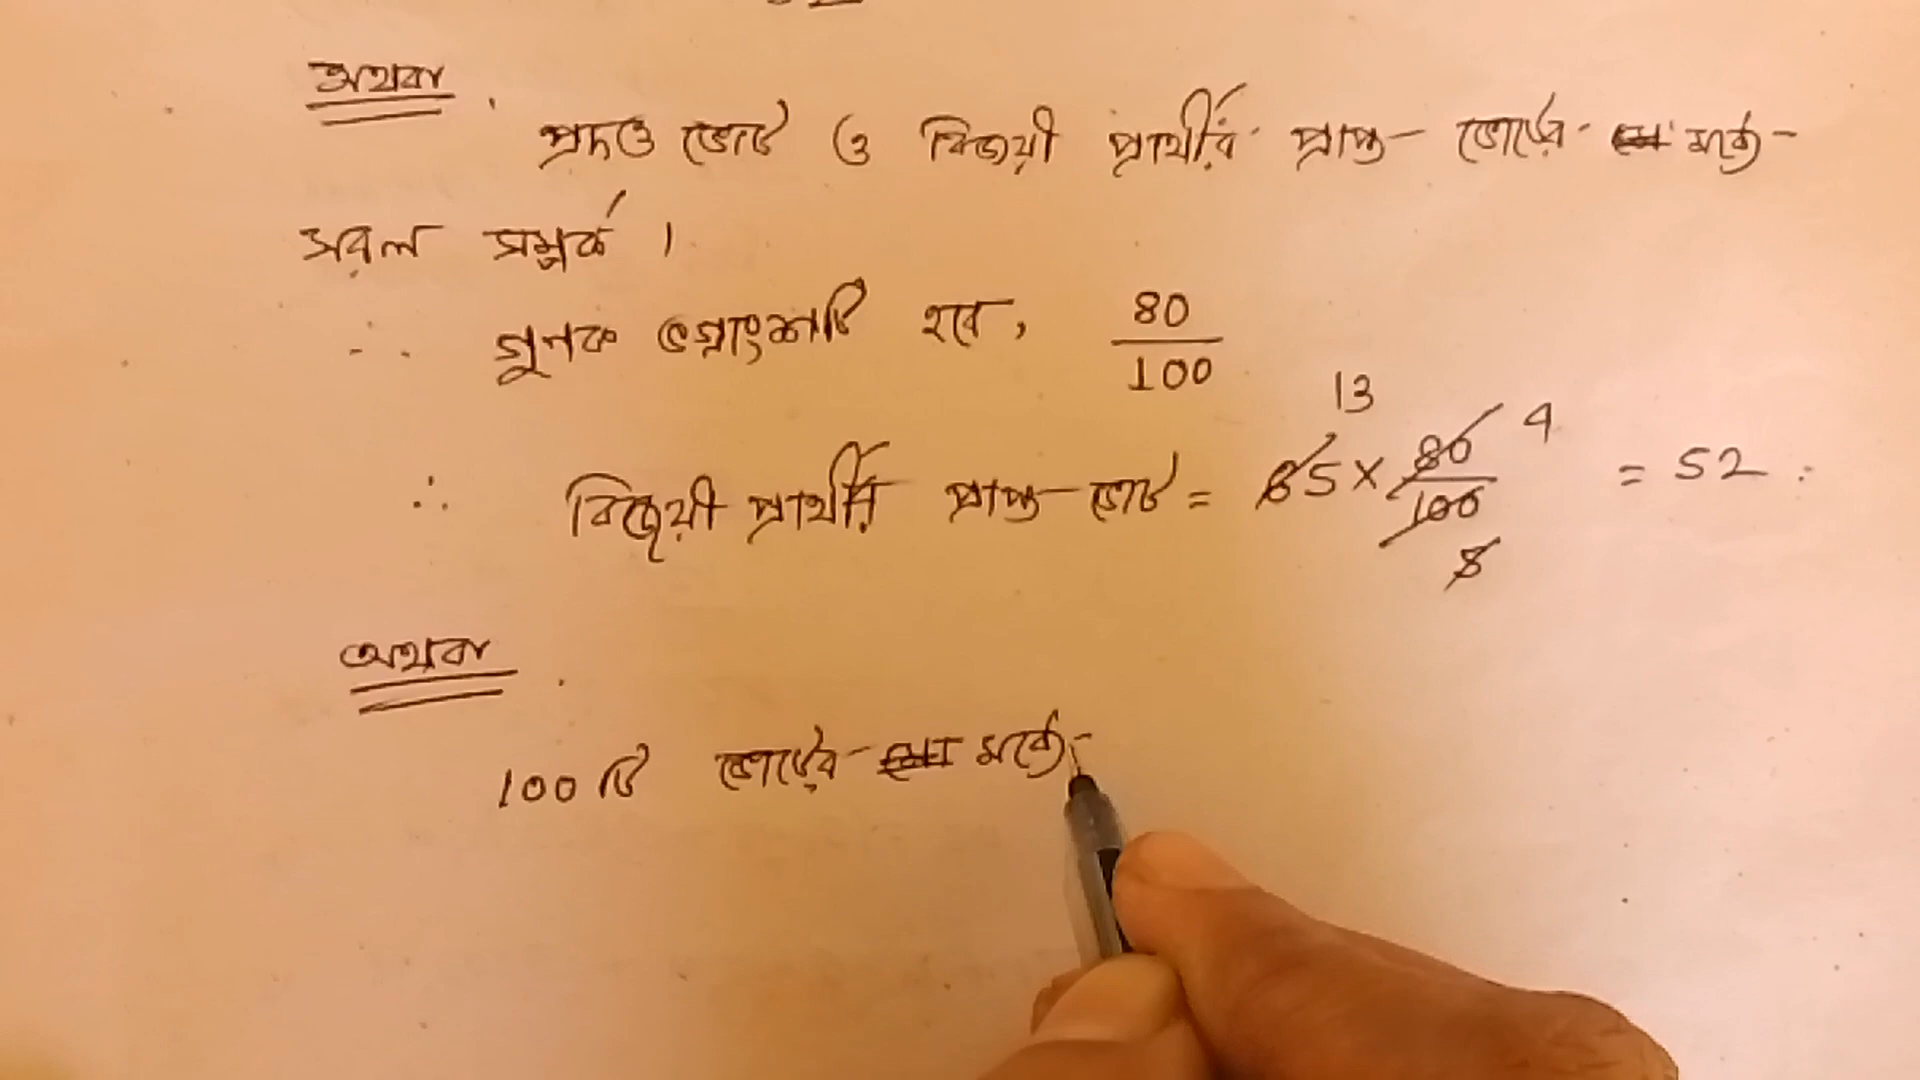 অথবা
প্রদত্ত ভোট ও বিজয়ী প্রার্থীর প্রাপ্ত ভোটের মধ্যে
সরল সম্পর্ক ।
∴ গুনক ভগ্নাংশটি হবে, 80/100
∴ বিজয়ী প্রার্থীর প্রাপ্ত ভোট = 65 × 80/100 = 52
13 4
5
অথবা
100 টি ভোটের মধ্যে